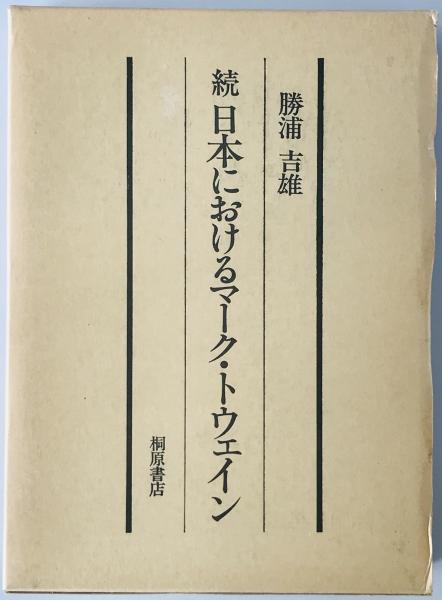 勝浦 吉雄
続 日本におけるマーク・トウェイン
桐原書店